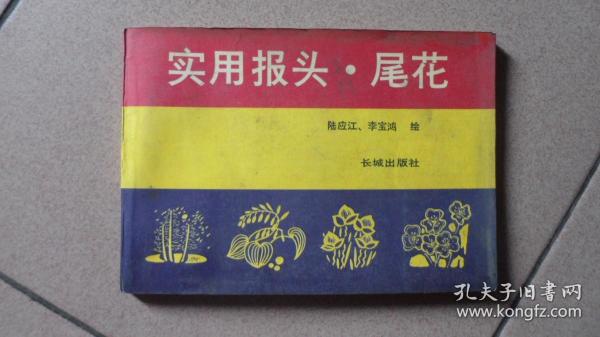 实用报头·尾花
陆应江、李宝鸿 绘
长城出版社
孔夫子旧书网
www.kongfz.com